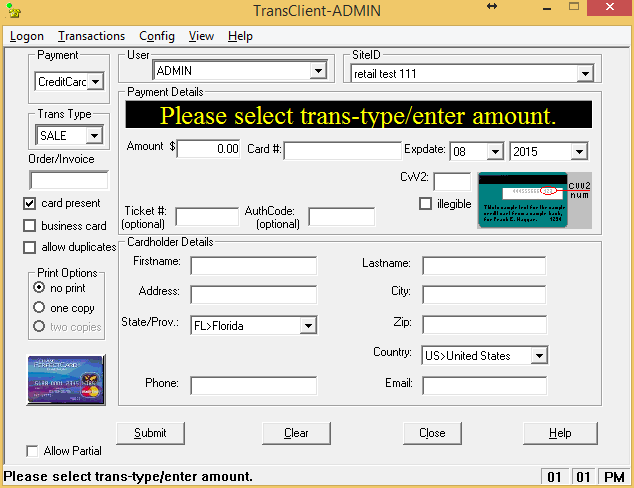 TransClient-ADMIN
Logon Transactions Config View Help
Payment
CreditCard
User
ADMIN
SiteID
retail test 111
Trans Type
SALE
Order/Invoice
card present
business card
allow duplicates
Print Options
no print
one copy
two copies
Payment Details
Please select trans-type/enter amount.
Amount $ 0.00 Card #: Expdate: 08 2015
CvV2:
illegible
cvv2
num
Ticket #:
(optional)
AuthCode:
(optional)
Cardholder Details
Firstname: Lastname:
Address: City:
State/Prov.: FL>Florida Zip:
Country: US>United States
Phone: Email:
Submit Clear Close Help
Allow Partial
Please select trans-type/enter amount. 01 01 PM